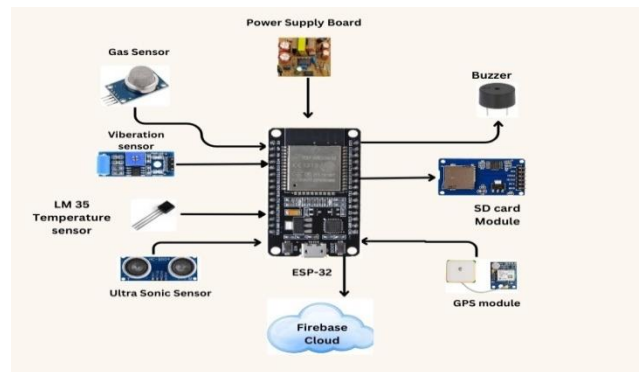 Power Supply Board
Gas Sensor
Buzzer
Viberation
sensor
LM 35
Temperature
sensor
SD card
Module
Ultra Sonic Sensor
ESP-32
GPS module
Firebase
Cloud